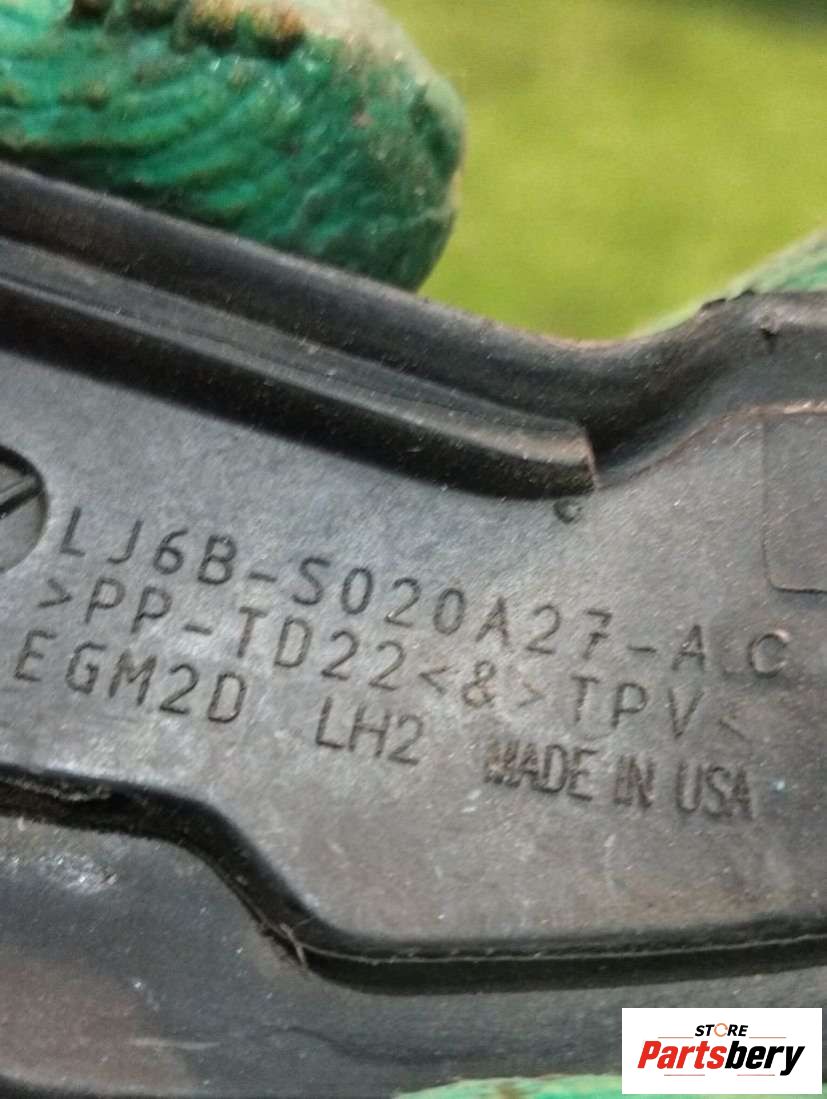 LJ6B-S020A27-AC
>PP-TD22<&>TPV<
EGM2D LH2 MADE IN USA
STORE
Partsbery